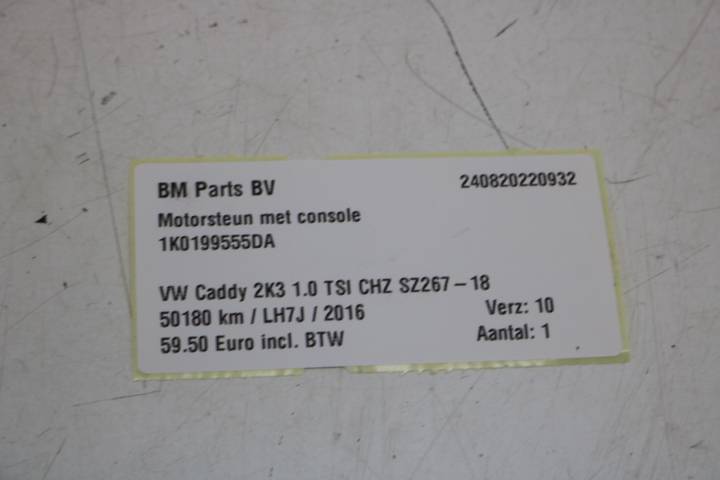 BM Parts BV 240820220932
Motorsteun met console
1K0199555DA
VW Caddy 2K3 1.0 TSI CHZ SZ267-18
50180 km / LH7J / 2016 Verz: 10
59.50 Euro incl. BTW Aantal: 1